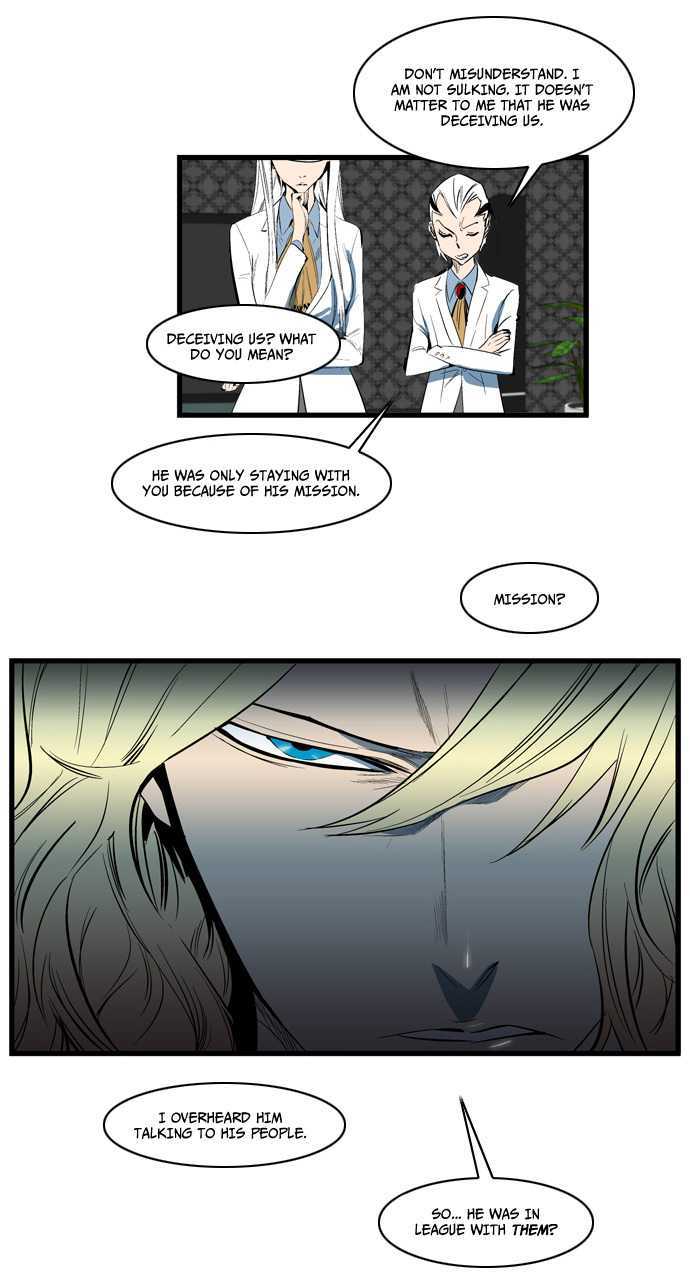 DON'T MISUNDERSTAND. I
AM NOT SULKING. IT DOESN'T
MATTER TO ME THAT HE WAS
DECEIVING US.
DECEIVING US? WHAT
DO YOU MEAN?
HE WAS ONLY STAYING WITH
YOU BECAUSE OF HIS MISSION.
MISSION?
I OVERHEARD HIM
TALKING TO HIS PEOPLE.
SO... HE WAS IN
LEAGUE WITH THEM?